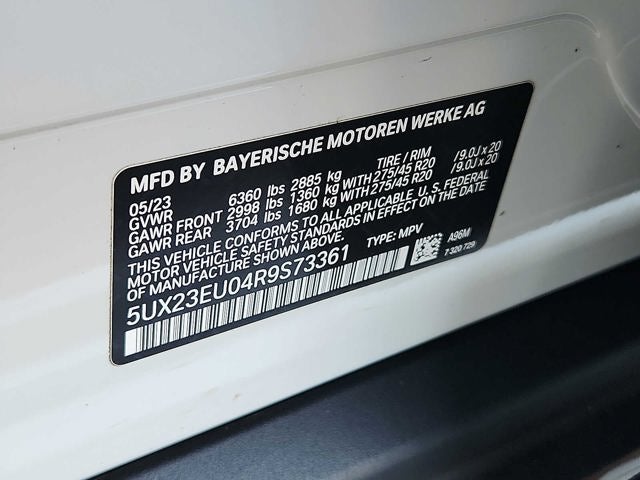 MFD BY BAYERISCHE MOTOREN WERKE AG
05/23 TIRE / RIM
GVWR 6360 lbs 2885 kg
GAWR FRONT 2998 lbs 1360 kg WITH 275/45 R20 /9.0J x 20
GAWR REAR 3704 lbs 1680 kg WITH 275/45 R20 /9.0J x 20
THIS VEHICLE CONFORMS TO ALL APPLICABLE U.S. FEDERAL
MOTOR VEHICLE SAFETY STANDARDS
IN EFFECT ON THE DATE OF MANUFACTURE SHOWN ABOVE.
5UX23EU04R9S73361 TYPE: MPV
A96M
7 320 729